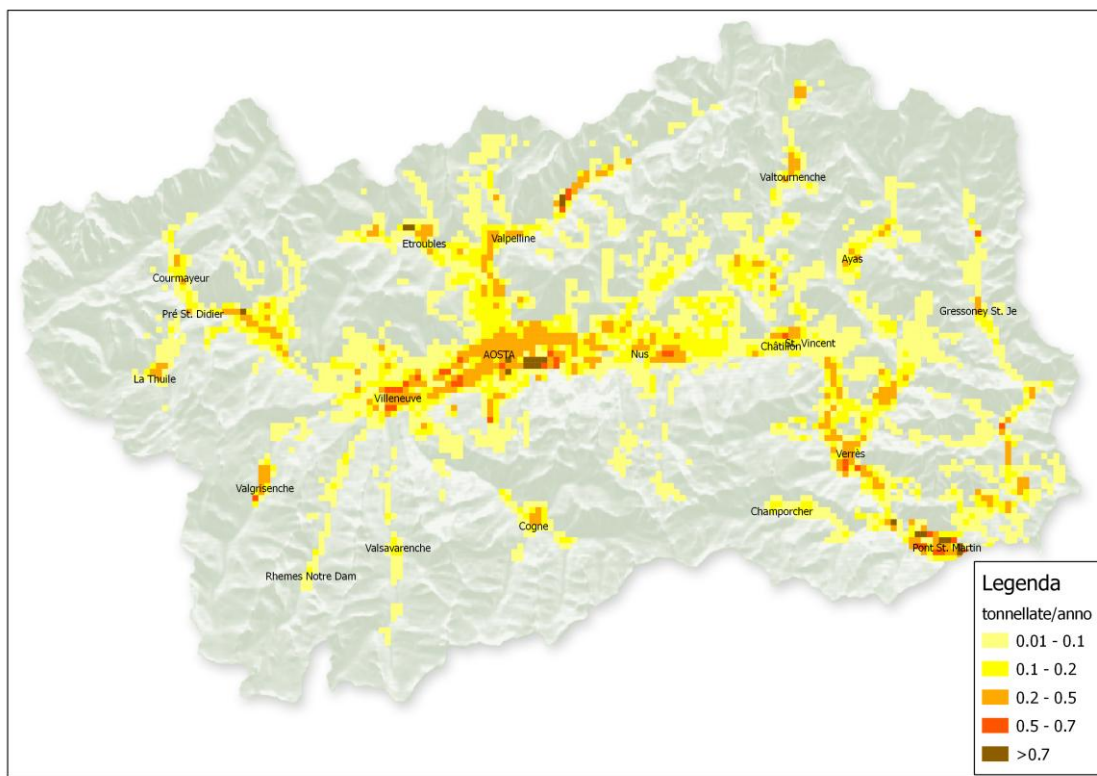 Valtournenche
Etroubles
Valpelline
Ayas
Courmayeur
Pré St. Didier
Gressoney St. Je
AOSTA
Nus
Châtillon
St. Vincent
La Thuile
Villeneuve
Verrès
Valgrisenche
Cogne
Champorcher
Valsavarenche
Pont St. Martin
Rhemes Notre Dam
Legenda
tonnellate/anno
0.01 - 0.1
0.1 - 0.2
0.2 - 0.5
0.5 - 0.7
>0.7